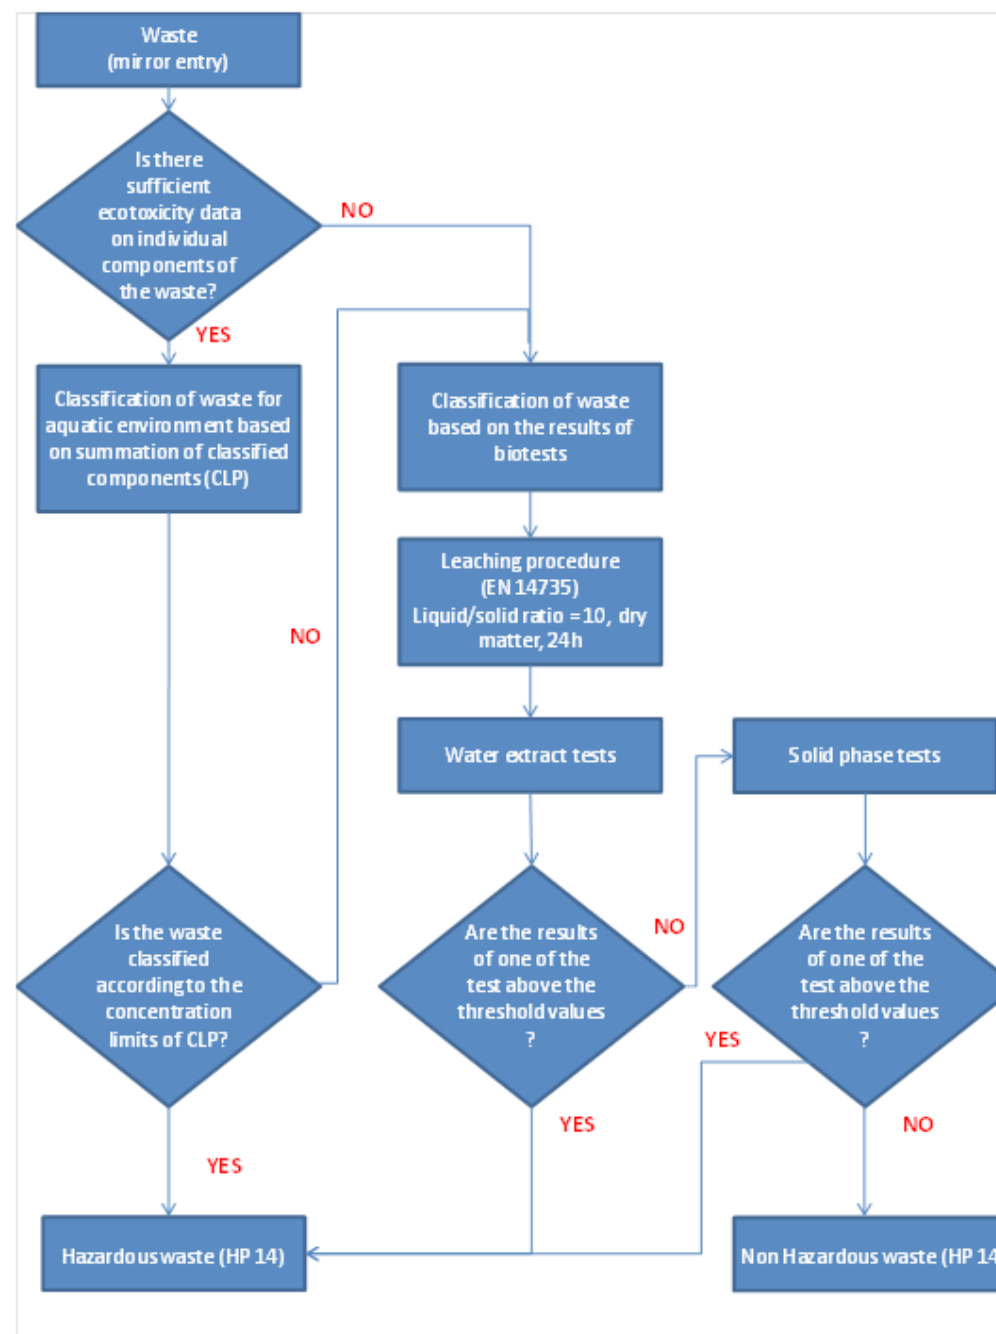 Waste
(mirror entry)
Is there
sufficient
ecotoxicity data
on individual
components of
the waste?
NO
YES
Classification of waste for
aquatic environment based
on summation of classified
components (CLP)
Classification of waste
based on the results of
biotests
Leaching procedure
(EN 14735)
Liquid/solid ratio =10, dry
matter, 24h
NO
Water extract tests
Solid phase tests
Is the waste
classified
according to the
concentration
limits of CLP?
Are the results
of one of the
test above the
threshold values
?
NO
Are the results
of one of the
test above the
threshold values
?
YES
YES
YES
NO
Hazardous waste (HP 14)
Non Hazardous waste (HP 14